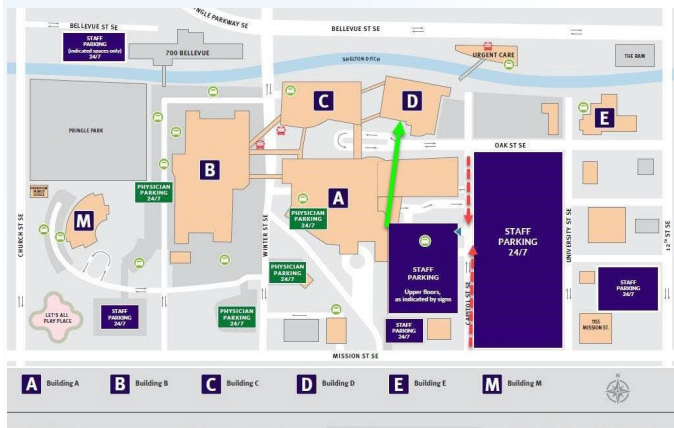 PRINGLE PARKWAY SE
BELLEVUE ST SE
BELLEVUE ST SE
STAFF
PARKING
(indicated spaces only)
24/7
700 BELLEVUE
URGENT CARE
THE RAW
SHELTON DITCH
C
D
E
PRINGLE PARK
OAK ST SE
B
PHYSICIAN
PARKING
24/7
A
M
PHYSICIAN
PARKING
24/7
STAFF
PARKING
24/7
CHURCH ST SE
WINTER ST SE
CAPITOL ST SE
UNIVERSITY ST SE
12TH ST SE
STAFF
PARKING
Upper floors,
as indicated by signs
PHYSICIAN
PARKING
24/7
STAFF
PARKING
24/7
LET'S ALL
PLAY PLACE
STAFF
PARKING
24/7
PHYSICIAN
PARKING
24/7
STAFF
PARKING
24/7
1155
MISSION ST.
MISSION ST SE
A Building A
B Building B
C Building C
D Building D
E Building E
M Building M